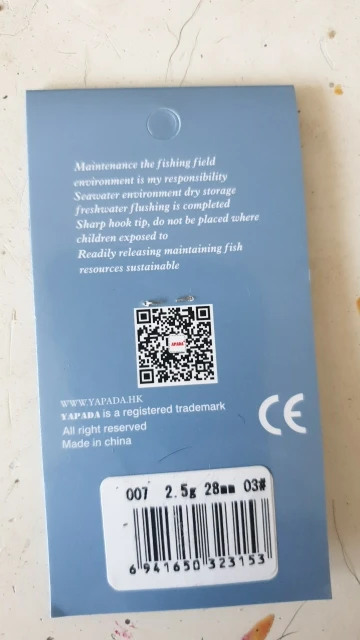 Maintenance the fishing field
environment is my responsibility
Seawater environment dry storage
freshwater flushing is completed
Sharp hook tip, do not be placed where
children exposed to
Readily releasing maintaining fish
resources sustainable
WWW.YAPADA.HK
YAPADA is a registered trademark
All right reserved
Made in china
CE
007 2.5g 28mm 03#
6 941650 323153